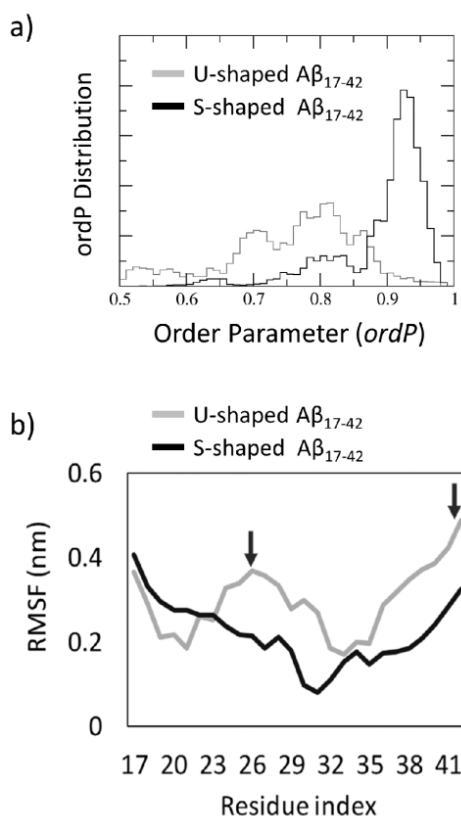 a)
U-shaped Aβ17-42
S-shaped Aβ17-42
ordP Distribution
0.5 0.6 0.7 0.8 0.9 1
Order Parameter (ordP)
b)
U-shaped Aβ17-42
S-shaped Aβ17-42
0.6
0.4
0.2
0
RMSF (nm)
17 20 23 26 29 32 35 38 41
Residue index